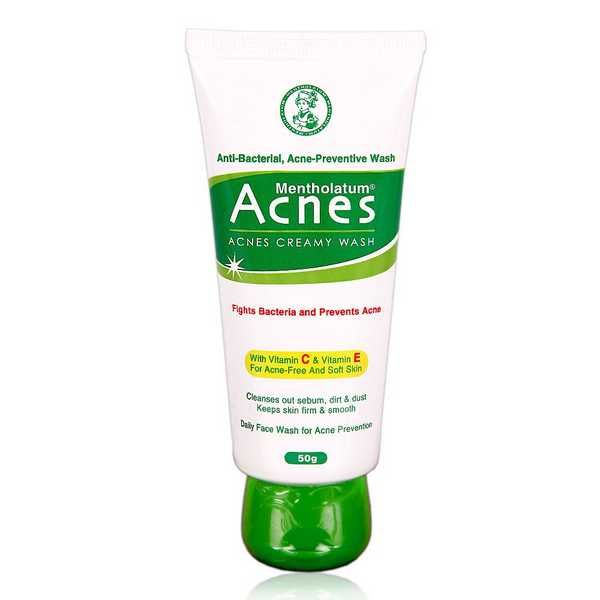 Anti-Bacterial, Acne-Preventive Wash
Mentholatum®
Acnes
ACNES CREAMY WASH
Fights Bacteria and Prevents Acne
With Vitamin C & Vitamin E
For Acne-Free And Soft Skin
Cleanses out sebum, dirt & dust
Keeps skin firm & smooth
Daily Face Wash for Acne Prevention
50g